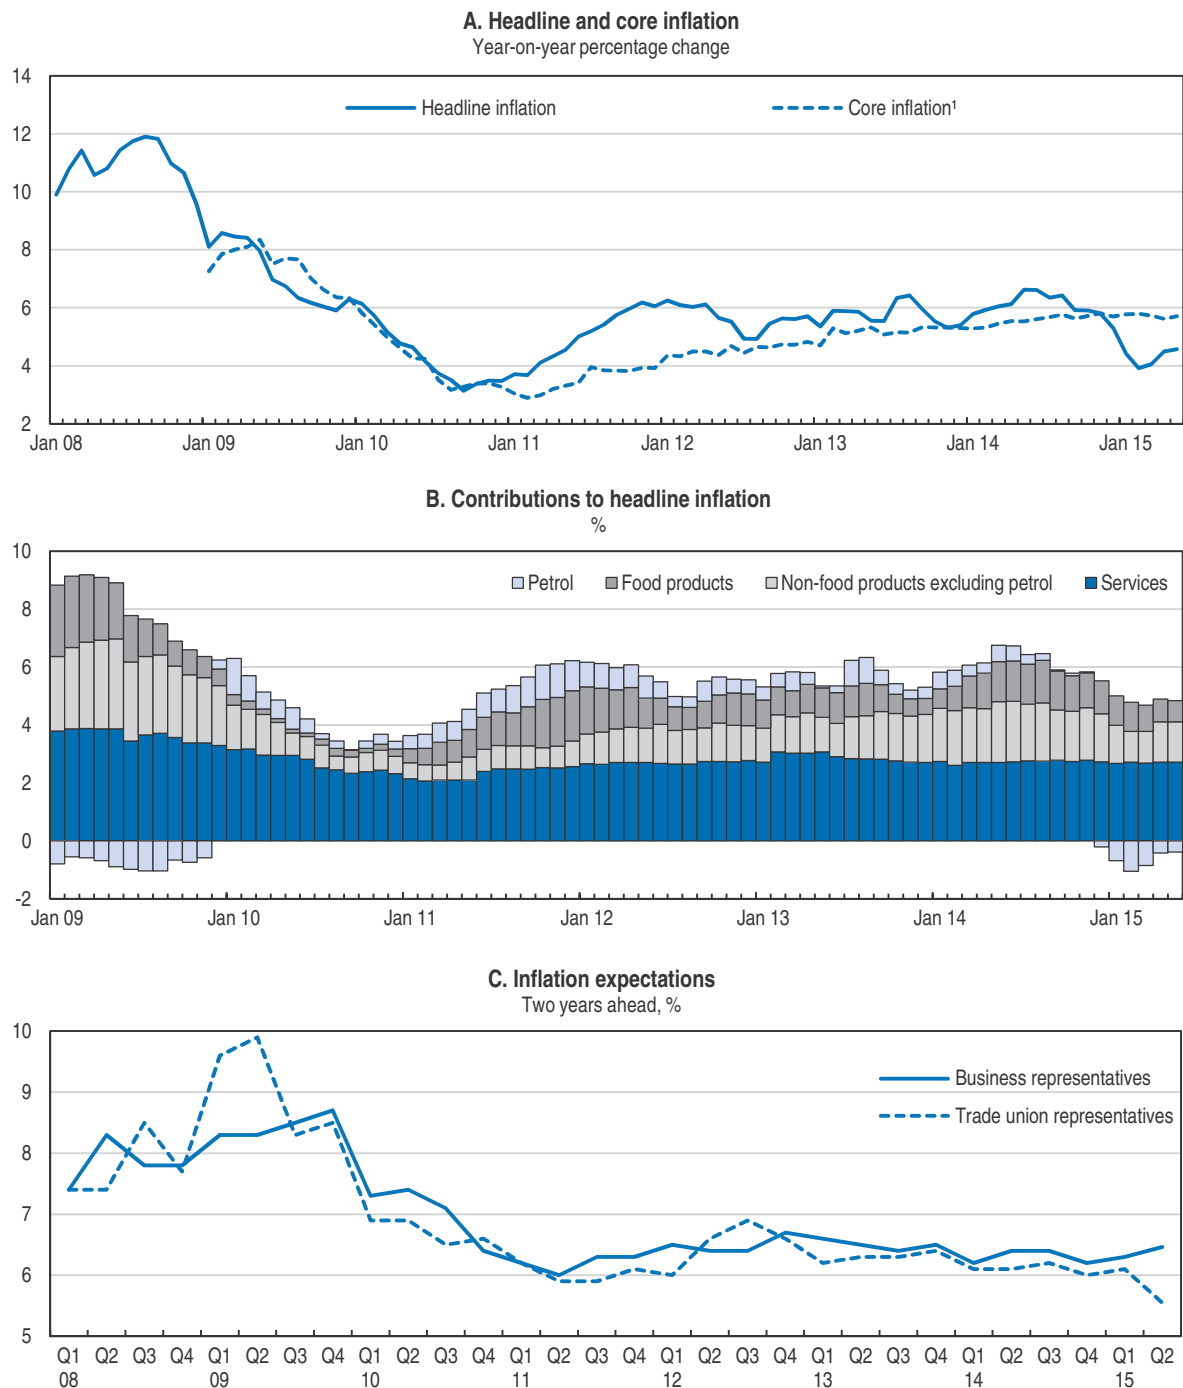 A. Headline and core inflation
Year-on-year percentage change
14
12
10
8
6
4
2
Headline inflation
Core inflation¹
Jan 08 Jan 09 Jan 10 Jan 11 Jan 12 Jan 13 Jan 14 Jan 15
B. Contributions to headline inflation
%
10
8
6
4
2
0
-2
Petrol Food products Non-food products excluding petrol Services
Jan 09 Jan 10 Jan 11 Jan 12 Jan 13 Jan 14 Jan 15
C. Inflation expectations
Two years ahead, %
10
9
8
7
6
5
Business representatives
Trade union representatives
Q1 Q2 Q3 Q4 Q1 Q2 Q3 Q4 Q1 Q2 Q3 Q4 Q1 Q2 Q3 Q4 Q1 Q2 Q3 Q4 Q1 Q2 Q3 Q4 Q1 Q2 Q3 Q4 Q1 Q2
08 09 10 11 12 13 14 15